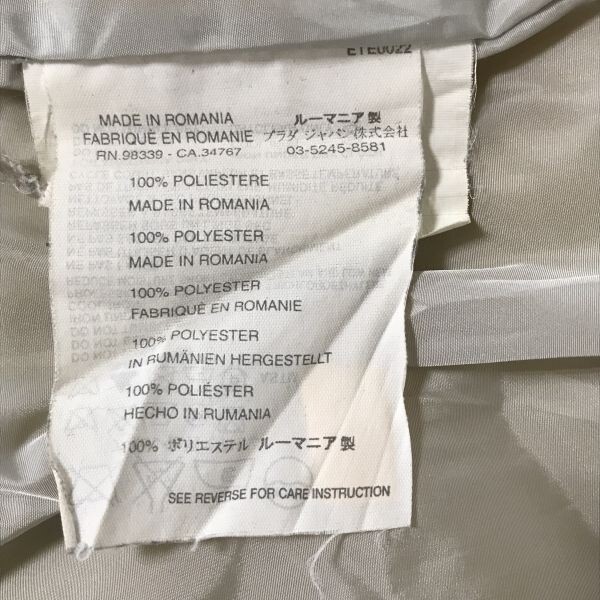 ETE0022
MADE IN ROMANIA ルーマニア製
FABRIQUÈ EN ROMANIE プラダ ジャパン株式会社
RN.98339 - CA.34767 03-5245-8581
100% POLIESTERE
MADE IN ROMANIA
100% POLYESTER
MADE IN ROMANIA
100% POLYESTER
FABRIQUÈ EN ROMANIE
100% POLYESTER
IN RUMÄNIEN HERGESTELLT
100% POLIÉSTER
HECHO IN RUMANIA
100% ポリエステル ルーマニア製
SEE REVERSE FOR CARE INSTRUCTION